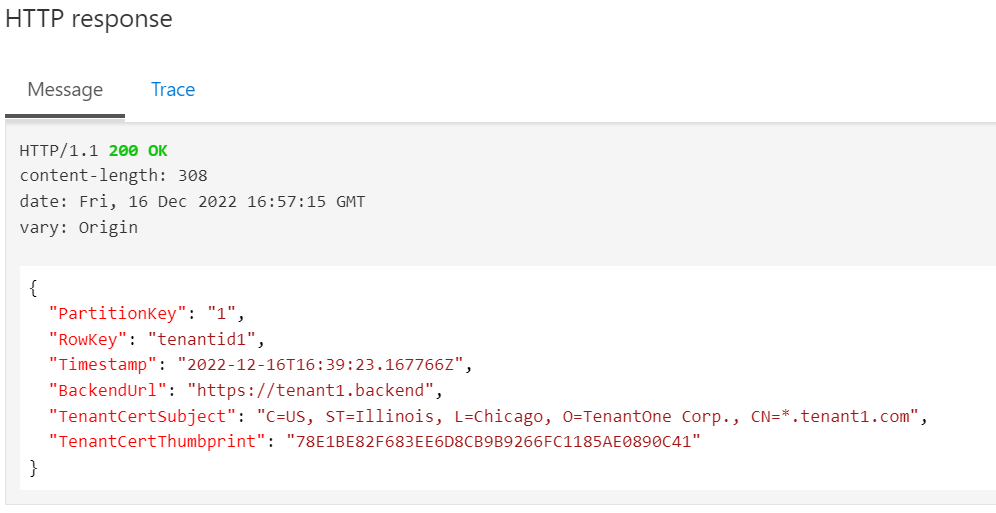 HTTP response
Message Trace
HTTP/1.1 200 OK
content-length: 308
date: Fri, 16 Dec 2022 16:57:15 GMT
vary: Origin
{
"PartitionKey": "1",
"RowKey": "tenantid1",
"Timestamp": "2022-12-16T16:39:23.167766Z",
"BackendUrl": "https://tenant1.backend",
"TenantCertSubject": "C=US, ST=Illinois, L=Chicago, O=TenantOne Corp., CN=*.tenant1.com",
"TenantCertThumbprint": "78E1BE82F683EE6D8CB9B9266FC1185AE0890C41"
}